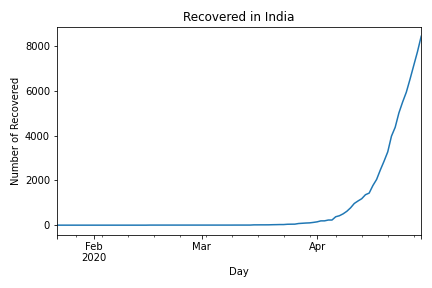 Recovered in India
Number of Recovered
8000
6000
4000
2000
0
Feb
2020
Mar
Apr
Day